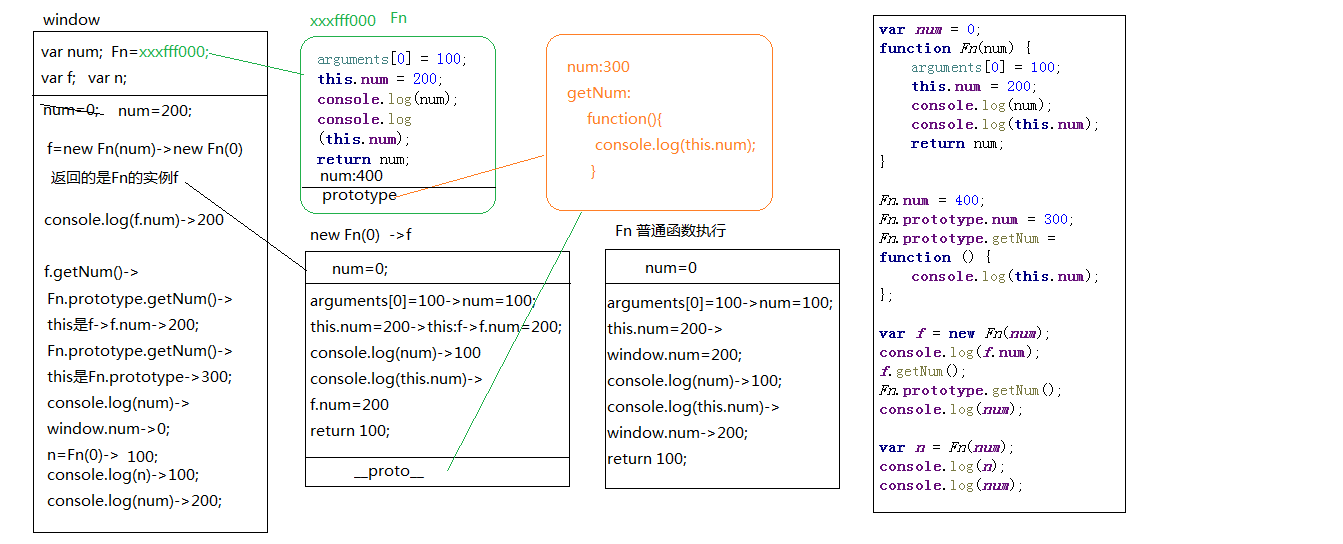 window
var num; Fn=xxxfff000;
var f; var n;
num=0; num=200;
f=new Fn(num)->new Fn(0)
返回的是Fn的实例f
console.log(f.num)->200
f.getNum()->
Fn.prototype.getNum()->
this是f->f.num->200;
Fn.prototype.getNum()->
this是Fn.prototype->300;
console.log(num)->
window.num->0;
n=Fn(0)-> 100;
console.log(n)->100;
console.log(num)->200;
xxxfff000 Fn
arguments[0] = 100;
this.num = 200;
console.log(num);
console.log
(this.num);
return num;
num:400
prototype
num:300
getNum:
function(){
console.log(this.num);
}
new Fn(0) ->f
num=0;
arguments[0]=100->num=100;
this.num=200->this:f->f.num=200;
console.log(num)->100
console.log(this.num)->
f.num=200
return 100;
__proto__
Fn 普通函数执行
num=0
arguments[0]=100->num=100;
this.num=200->
window.num=200;
console.log(num)->100;
console.log(this.num)->
window.num->200;
return 100;
var num = 0;
function Fn(num) {
arguments[0] = 100;
this.num = 200;
console.log(num);
console.log(this.num);
return num;
}
Fn.num = 400;
Fn.prototype.num = 300;
Fn.prototype.getNum =
function () {
console.log(this.num);
};
var f = new Fn(num);
console.log(f.num);
f.getNum();
Fn.prototype.getNum();
console.log(num);
var n = Fn(num);
console.log(n);
console.log(num);